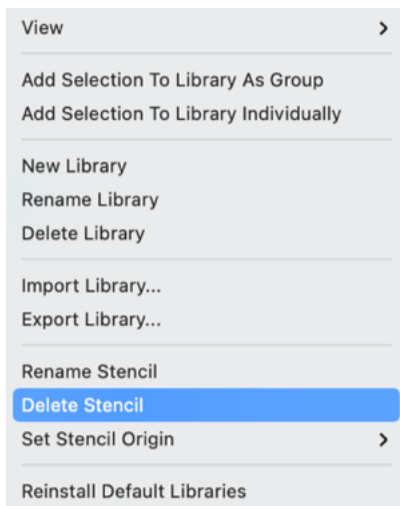 View
Add Selection To Library As Group
Add Selection To Library Individually
New Library
Rename Library
Delete Library
Import Library...
Export Library...
Rename Stencil
Delete Stencil
Set Stencil Origin
Reinstall Default Libraries